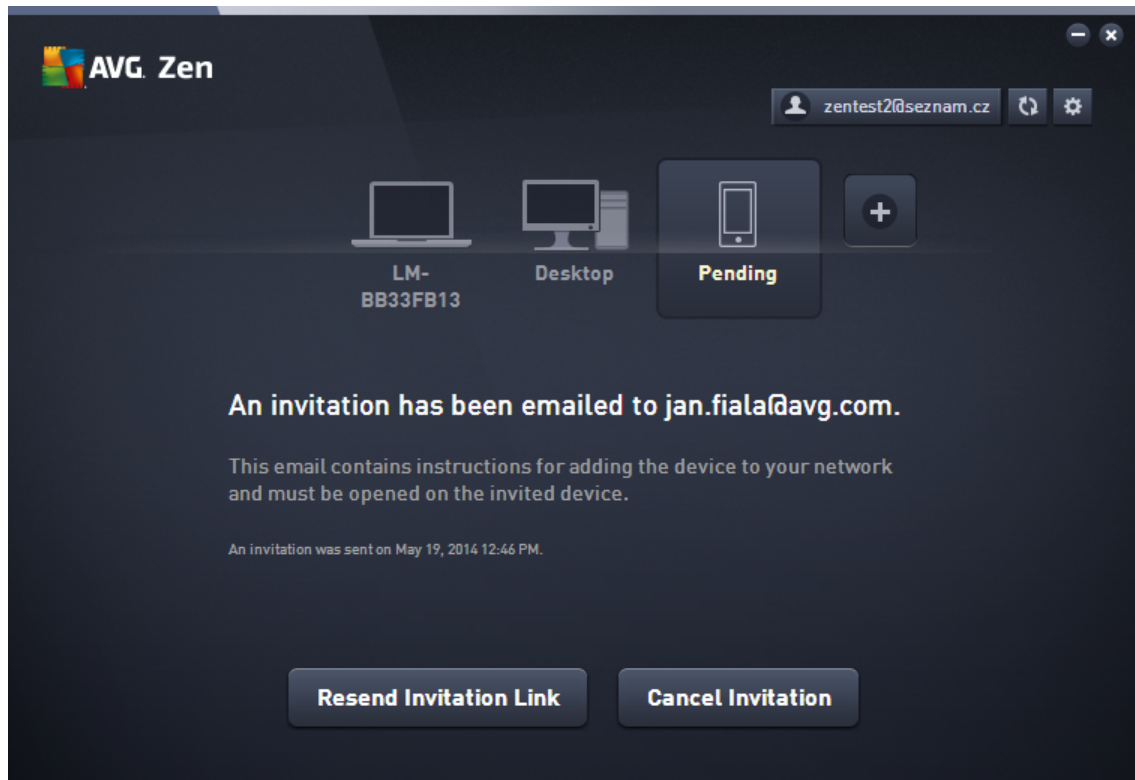 AVG. Zen
zentest2@seznam.cz
LM-
BB33FB13
Desktop
Pending
An invitation has been emailed to jan.fiala@avg.com.
This email contains instructions for adding the device to your network
and must be opened on the invited device.
An invitation was sent on May 19, 2014 12:46 PM.
Resend Invitation Link
Cancel Invitation